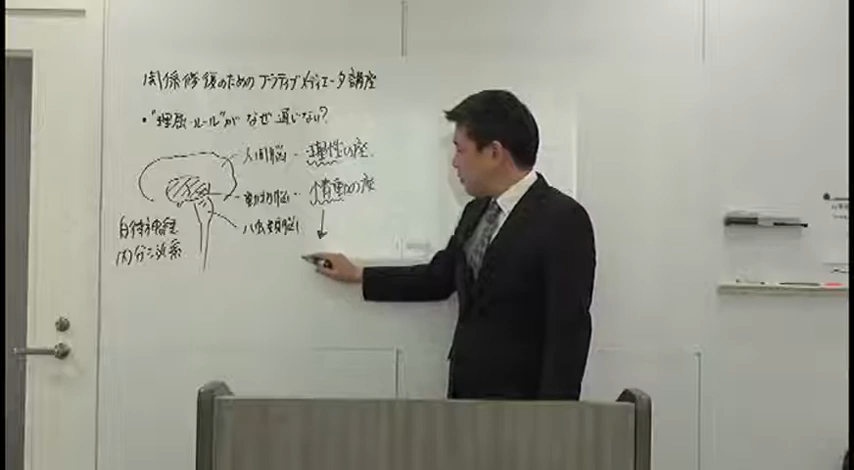 関係修復のためのプラクティブメディエータ講座
・"理屈・ルール"がなぜ通じない?
人間脳 - 理性の座.
動物脳 - 情動の座
ハ虫類脳
自律神経
内分泌系